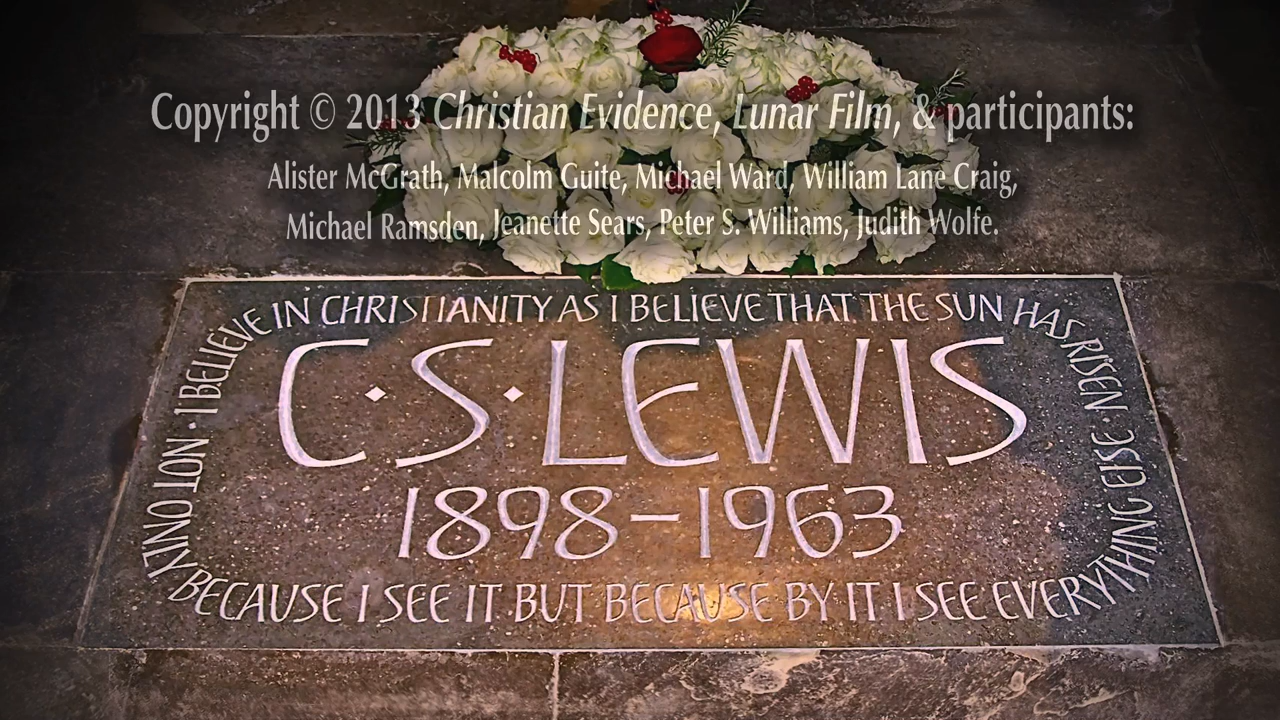 Copyright © 2013 Christian Evidence, Lunar Film, & participants:
Alister McGrath, Malcolm Guite, Michael Ward, William Lane Craig,
Michael Ramsden, Jeanette Sears, Peter S. Williams, Judith Wolfe.
I BELIEVE IN CHRISTIANITY AS I BELIEVE THAT THE SUN HAS RISEN ·
NOT ONLY BECAUSE I SEE IT BUT BECAUSE BY IT I SEE EVERYTHING ELSE ·
C·S·LEWIS
1898–1963